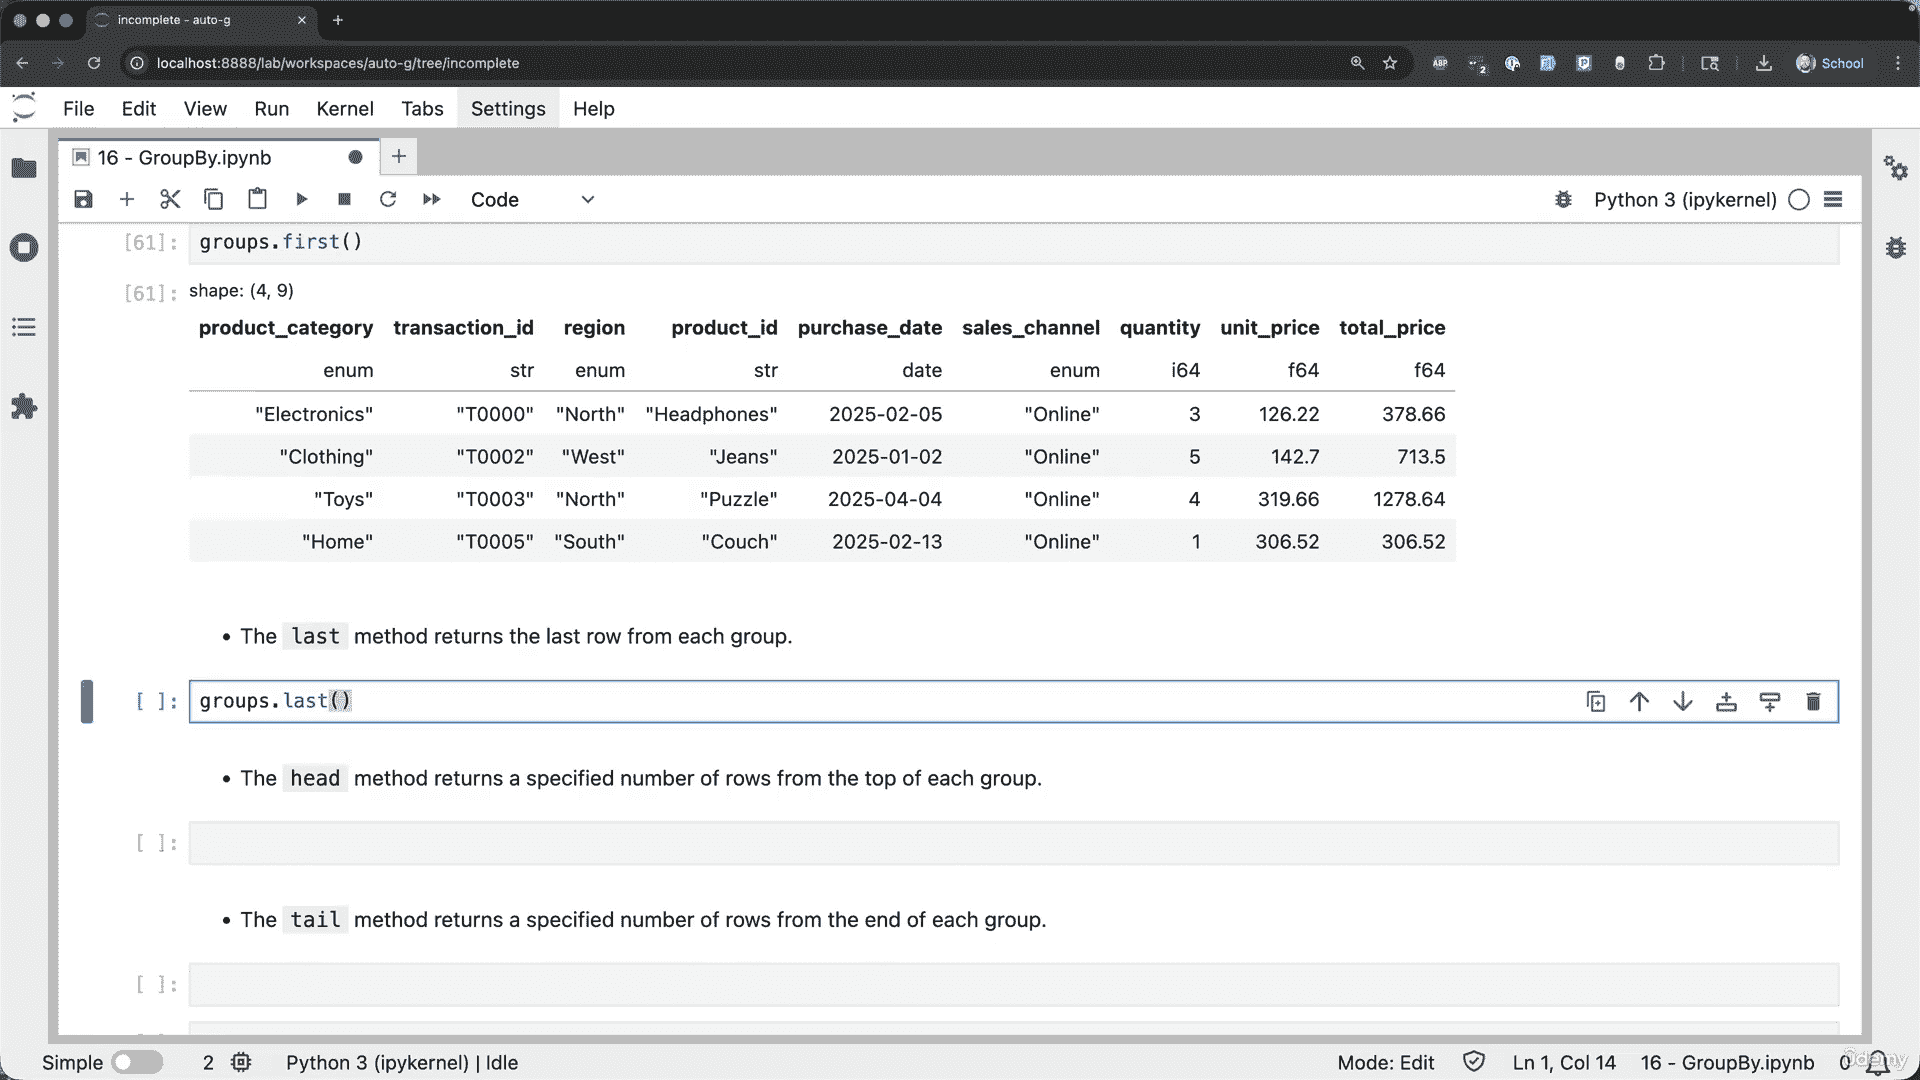 incomplete - auto-g
localhost:8888/lab/workspaces/auto-g/tree/incomplete
ABP
2
School
File Edit View Run Kernel Tabs Settings Help
16 - GroupBy.ipynb
Code
Python 3 (ipykernel)
[61]: groups.first()
[61]: shape: (4, 9)
product_category transaction_id region product_id purchase_date sales_channel quantity unit_price total_price
enum str enum str date enum i64 f64 f64
"Electronics" "T0000" "North" "Headphones" 2025-02-05 "Online" 3 126.22 378.66
"Clothing" "T0002" "West" "Jeans" 2025-01-02 "Online" 5 142.7 713.5
"Toys" "T0003" "North" "Puzzle" 2025-04-04 "Online" 4 319.66 1278.64
"Home" "T0005" "South" "Couch" 2025-02-13 "Online" 1 306.52 306.52
• The last method returns the last row from each group.
[ ]: groups.last()
• The head method returns a specified number of rows from the top of each group.
[ ]:
• The tail method returns a specified number of rows from the end of each group.
[ ]:
Simple 2 Python 3 (ipykernel) | Idle Mode: Edit Ln 1, Col 14 16 - GroupBy.ipynb 0
udemy